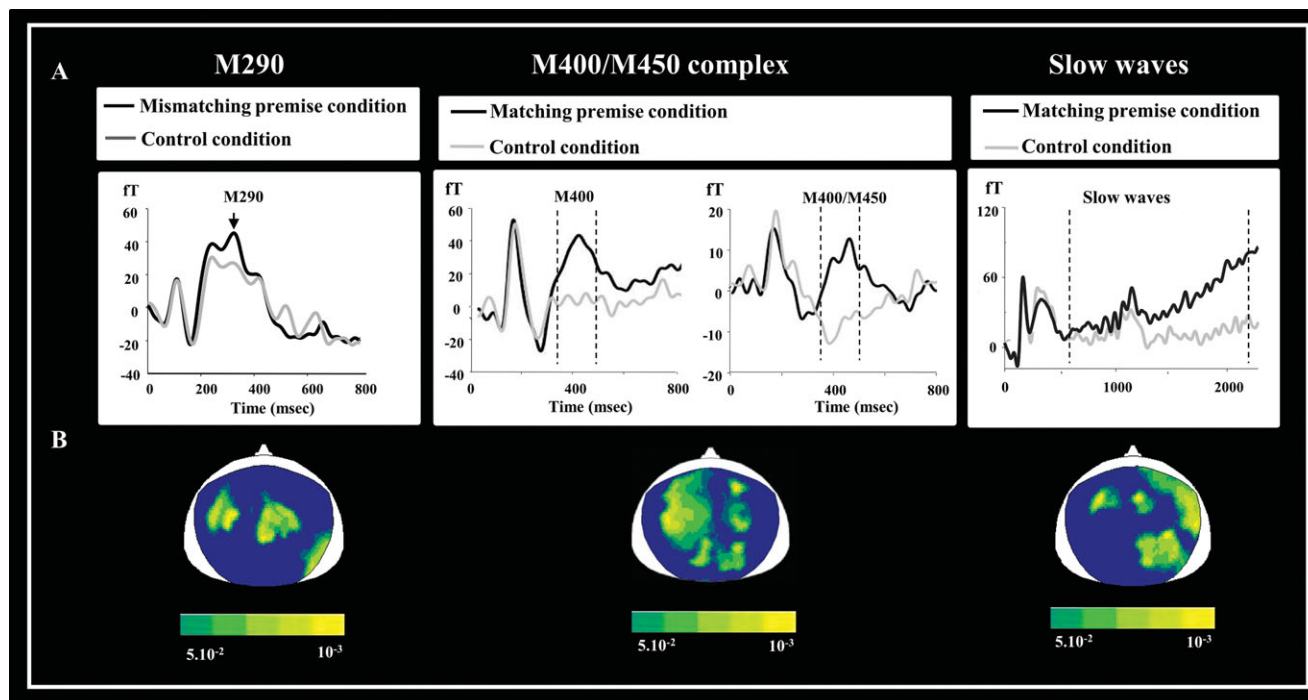 A
M290
M400/M450 complex
Slow waves
Mismatching premise condition
Control condition
Matching premise condition
Control condition
Matching premise condition
Control condition
fT
M290
60
40
20
0
-20
-40
0
200
400
600
800
Time (msec)
fT
M400
60
40
20
0
-20
-40
0
400
800
Time (msec)
fT
M400/M450
20
10
0
-10
-20
0
400
800
Time (msec)
fT
Slow waves
120
60
0
0
1000
2000
Time (msec)
B
5.10-2
10-3
5.10-2
10-3
5.10-2
10-3